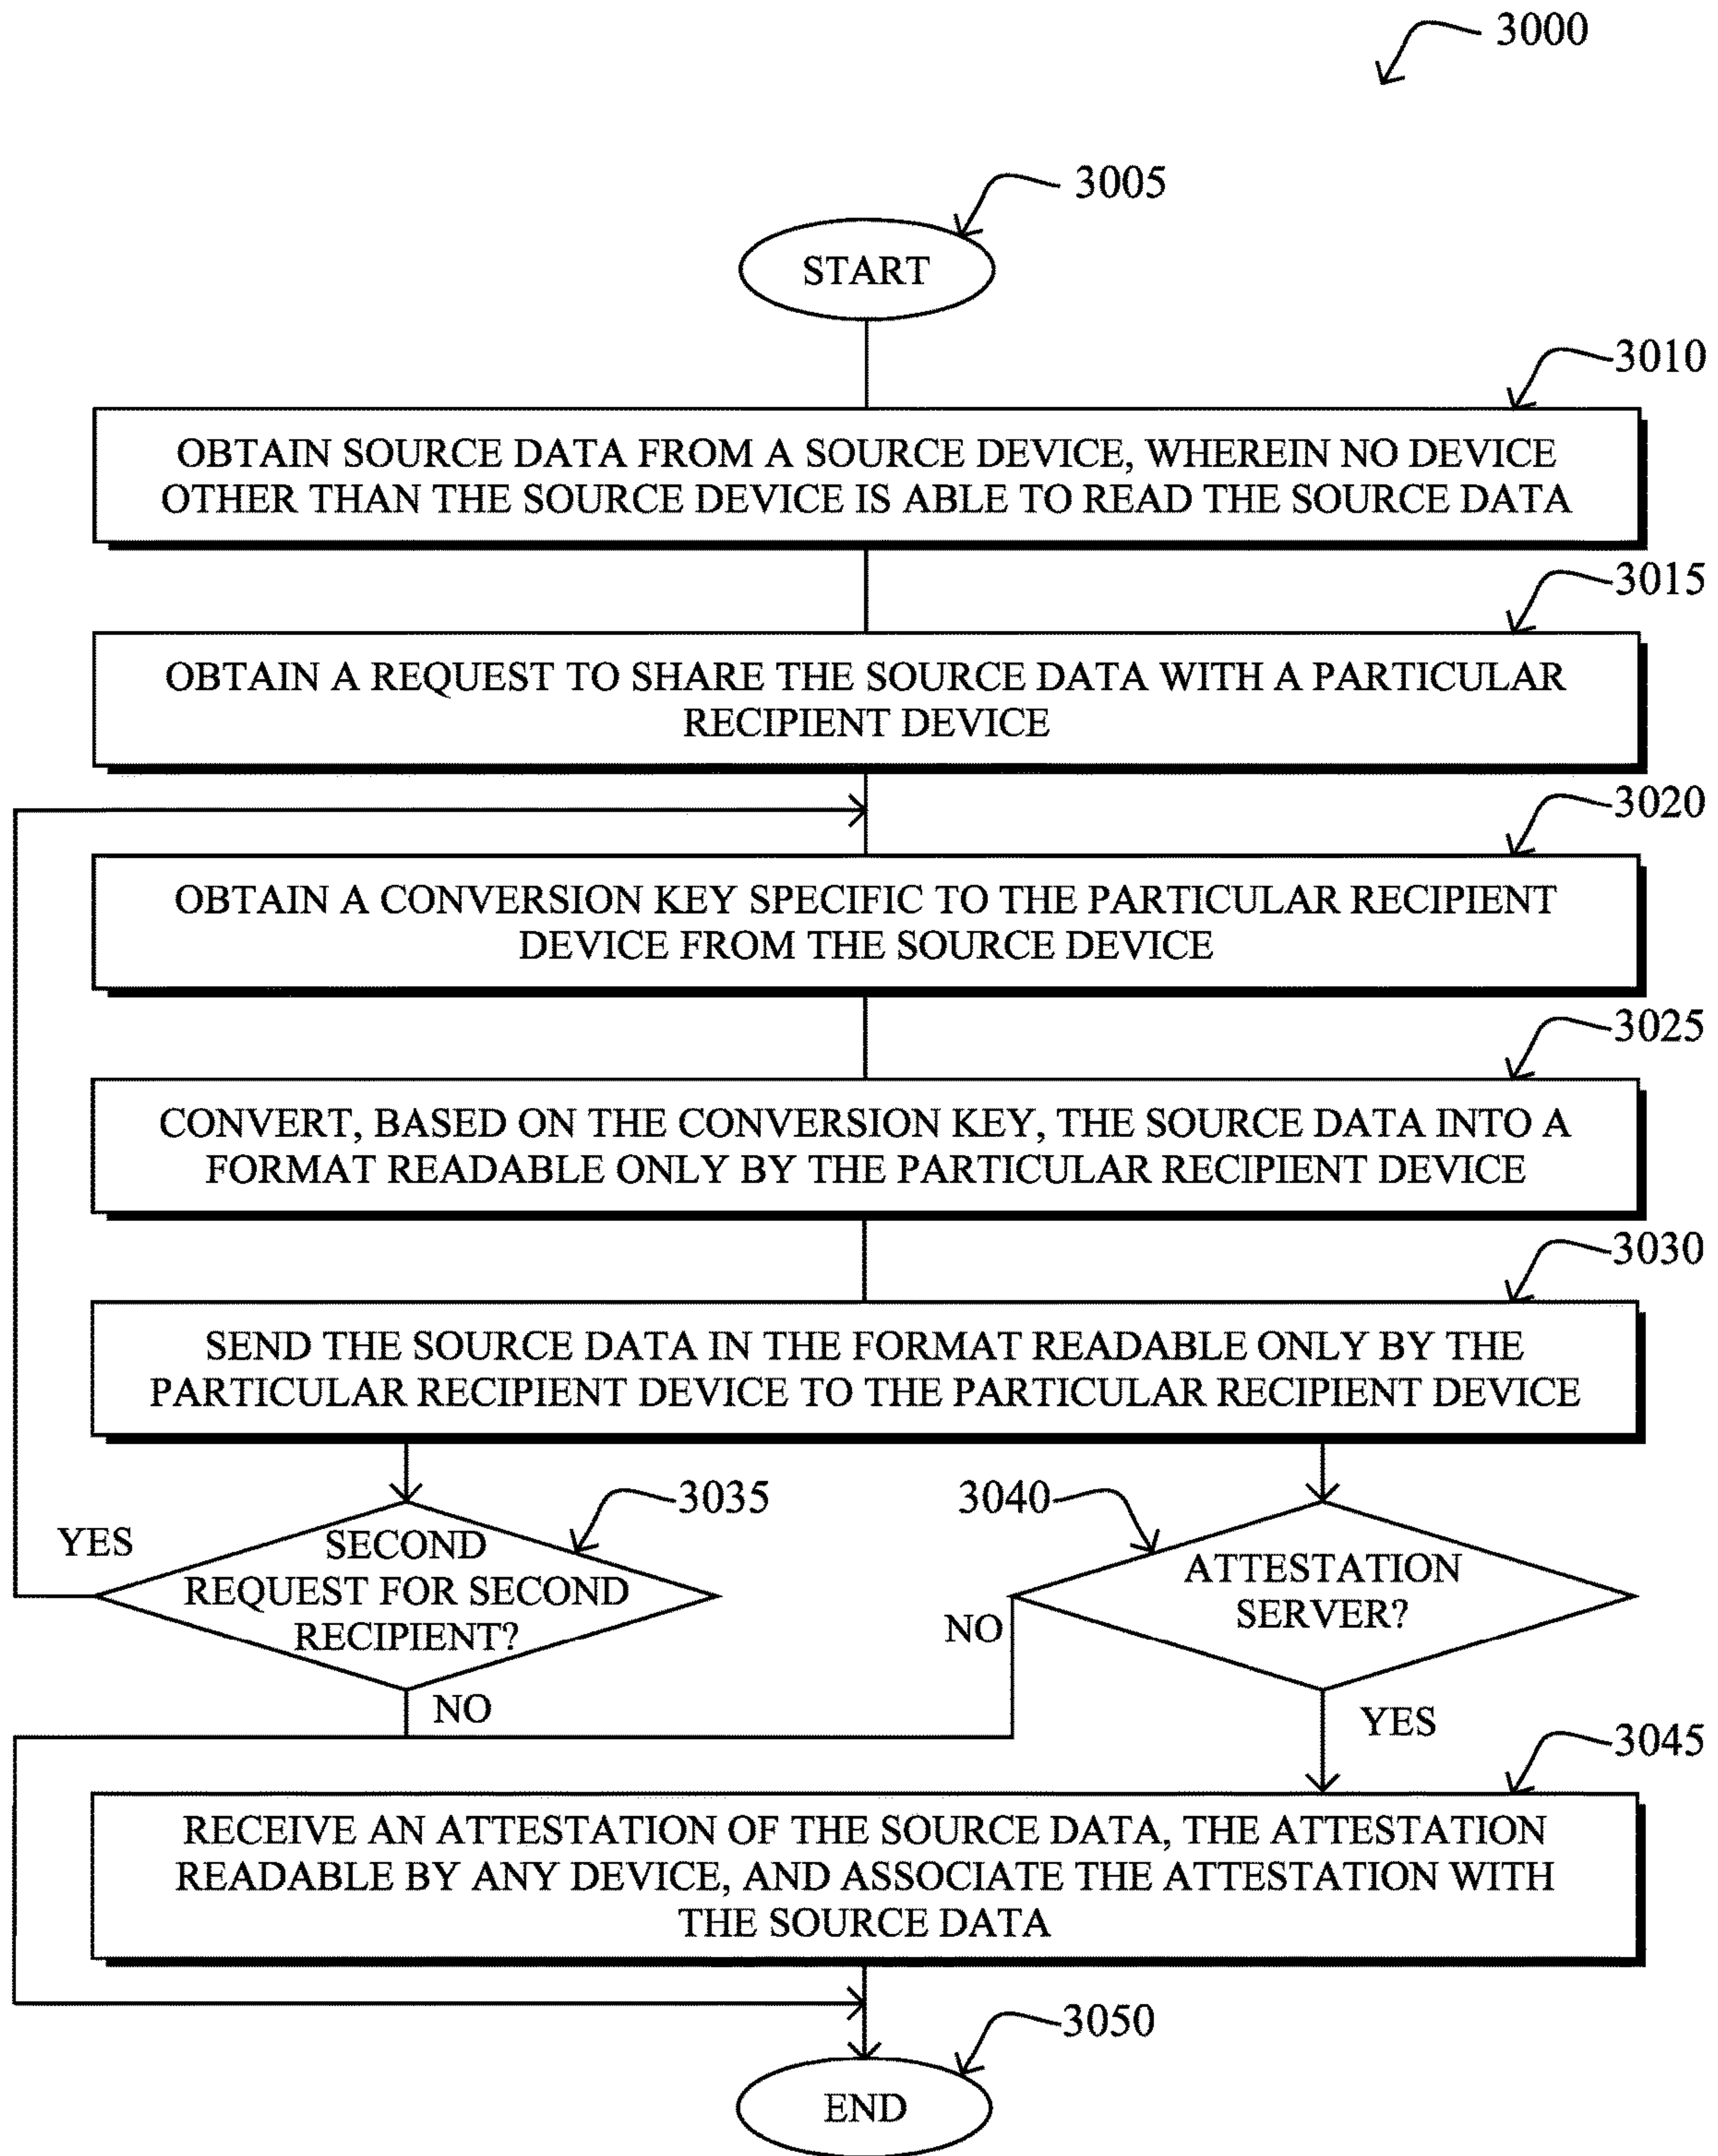 3000
3005
START
3010
OBTAIN SOURCE DATA FROM A SOURCE DEVICE, WHEREIN NO DEVICE
OTHER THAN THE SOURCE DEVICE IS ABLE TO READ THE SOURCE DATA
3015
OBTAIN A REQUEST TO SHARE THE SOURCE DATA WITH A PARTICULAR
RECIPIENT DEVICE
3020
OBTAIN A CONVERSION KEY SPECIFIC TO THE PARTICULAR RECIPIENT
DEVICE FROM THE SOURCE DEVICE
3025
CONVERT, BASED ON THE CONVERSION KEY, THE SOURCE DATA INTO A
FORMAT READABLE ONLY BY THE PARTICULAR RECIPIENT DEVICE
3030
SEND THE SOURCE DATA IN THE FORMAT READABLE ONLY BY THE
PARTICULAR RECIPIENT DEVICE TO THE PARTICULAR RECIPIENT DEVICE
3035
YES
SECOND
REQUEST FOR SECOND
RECIPIENT?
NO
3040
ATTESTATION
SERVER?
NO
YES
3045
RECEIVE AN ATTESTATION OF THE SOURCE DATA, THE ATTESTATION
READABLE BY ANY DEVICE, AND ASSOCIATE THE ATTESTATION WITH
THE SOURCE DATA
3050
END